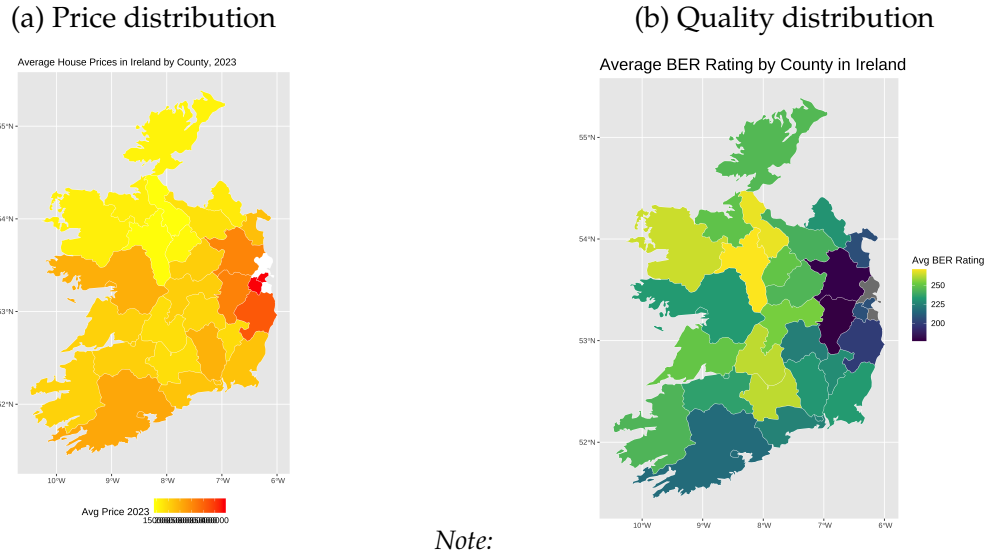 (a) Price distribution
(b) Quality distribution
Average House Prices in Ireland by County, 2023
55°N
54°N
53°N
52°N
10°W 9°W 8°W 7°W 6°W
Avg Price 2023
Average BER Rating by County in Ireland
55°N
54°N
53°N
52°N
10°W 9°W 8°W 7°W 6°W
Avg BER Rating
250
225
200
Note: